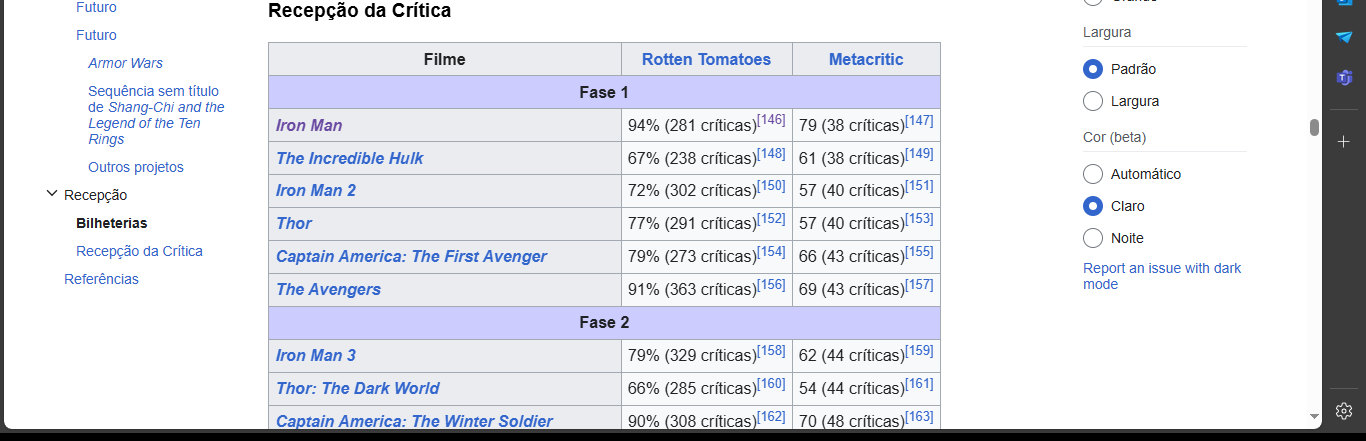 Futuro
Futuro
Armor Wars
Sequência sem título
de Shang-Chi and the
Legend of the Ten
Rings
Outros projetos
Recepção
Bilheterias
Recepção da Crítica
Referências
Recepção da Crítica
Filme Rotten Tomatoes Metacritic
Fase 1
Iron Man 94% (281 críticas)[146] 79 (38 críticas)[147]
The Incredible Hulk 67% (238 críticas)[148] 61 (38 críticas)[149]
Iron Man 2 72% (302 críticas)[150] 57 (40 críticas)[151]
Thor 77% (291 críticas)[152] 57 (40 críticas)[153]
Captain America: The First Avenger 79% (273 críticas)[154] 66 (43 críticas)[155]
The Avengers 91% (363 críticas)[156] 69 (43 críticas)[157]
Fase 2
Iron Man 3 79% (329 críticas)[158] 62 (44 críticas)[159]
Thor: The Dark World 66% (285 críticas)[160] 54 (44 críticas)[161]
Captain America: The Winter Soldier 90% (308 críticas)[162] 70 (48 críticas)[163]
Largura
Padrão
Largura
Cor (beta)
Automático
Claro
Noite
Report an issue with dark
mode